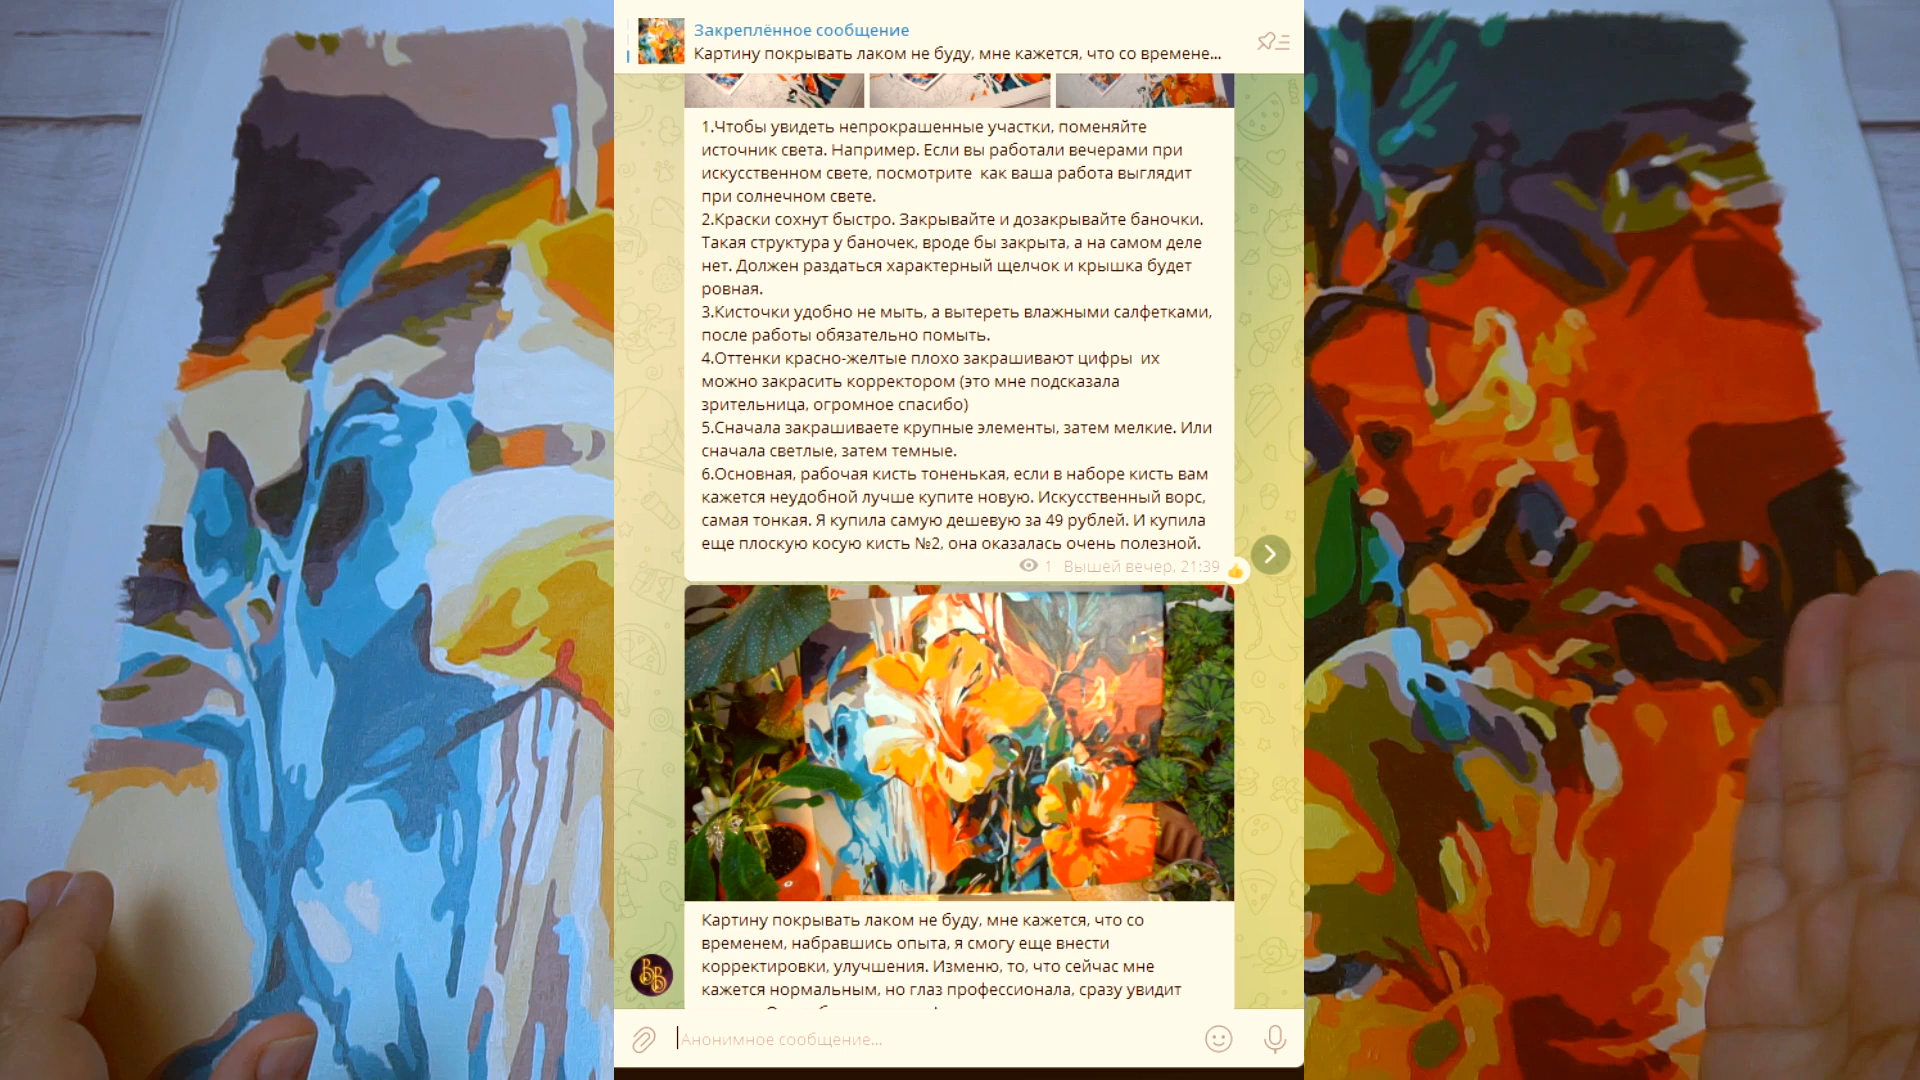 Закреплённое сообщение
Картину покрывать лаком не буду, мне кажется, что со времене...
1.Чтобы увидеть непрокрашенные участки, поменяйте
источник света. Например. Если вы работали вечерами при
искусственном свете, посмотрите как ваша работа выглядит
при солнечном свете.
2.Краски сохнут быстро. Закрывайте и дозакрывайте баночки.
Такая структура у баночек, вроде бы закрыта, а на самом деле
нет. Должен раздаться характерный щелчок и крышка будет
ровная.
3.Кисточки удобно не мыть, а вытереть влажными салфетками,
после работы обязательно помыть.
4.Оттенки красно-желтые плохо закрашивают цифры их
можно закрасить корректором (это мне подсказала
зрительница, огромное спасибо)
5.Сначала закрашиваете крупные элементы, затем мелкие. Или
сначала светлые, затем темные.
6.Основная, рабочая кисть тоненькая, если в наборе кисть вам
кажется неудобной лучше купите новую. Искусственный ворс,
самая тонкая. Я купила самую дешевую за 49 рублей. И купила
еще плоскую косую кисть №2, она оказалась очень полезной.
1 Вышей вечер, 21:39
Картину покрывать лаком не буду, мне кажется, что со
временем, набравшись опыта, я смогу еще внести
корректировки, улучшения. Изменю, то, что сейчас мне
кажется нормальным, но глаз профессионала, сразу увидит
Анонимное сообщение...